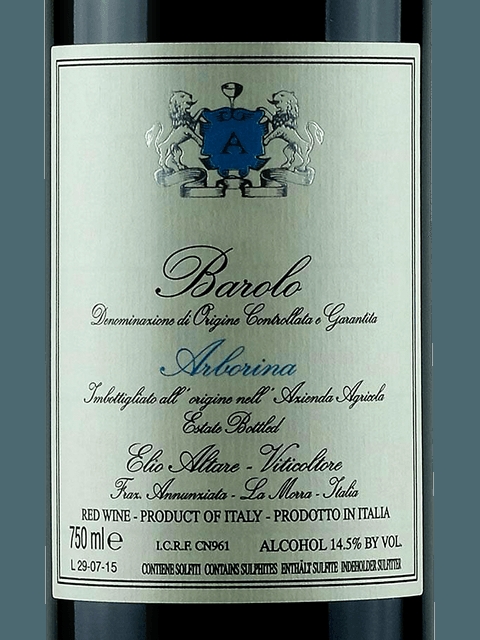 A
Barolo
Denominazione di Origine Controllata e Garantita
Arborina
Imbottigliato all' origine nell' Azienda Agricola
Estate Bottled
Elio Altare - Viticoltore
Fraz. Annunziata - La Morra - Italia
RED WINE - PRODUCT OF ITALY - PRODOTTO IN ITALIA
750 ml e I.C.R.F. CN961 ALCOHOL 14.5% BY VOL.
L 29-07-15 CONTIENE SOLFITI CONTAINS SULPHITES ENTHÄLT SULFITE INDEHOLDER SULFITTER